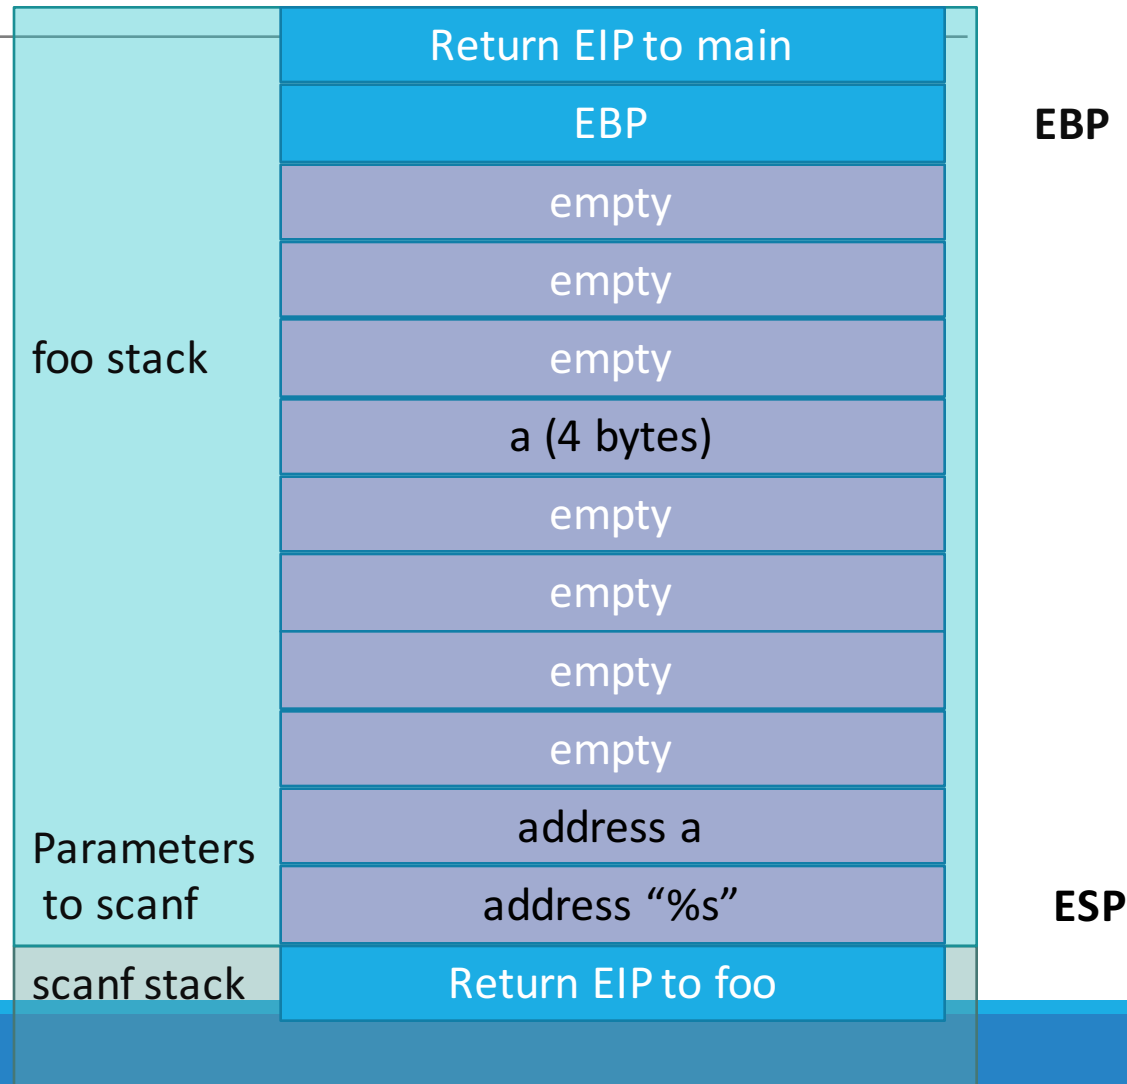 Return EIP to main
EBP
EBP
empty
empty
foo stack
empty
a (4 bytes)
empty
empty
empty
empty
Parameters
to scanf
address a
address “%s”
ESP
scanf stack
Return EIP to foo